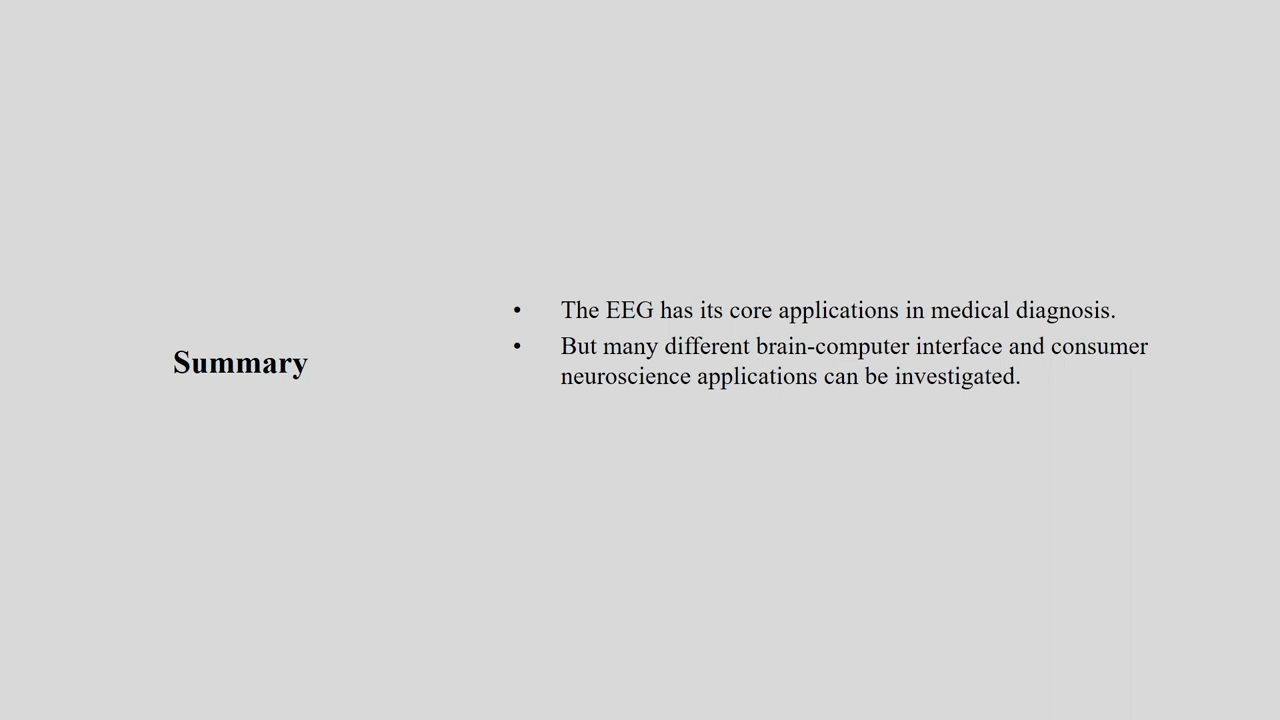 Summary
• The EEG has its core applications in medical diagnosis.
• But many different brain-computer interface and consumer
neuroscience applications can be investigated.